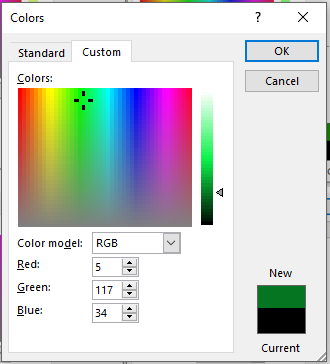 Colors ? ×
Standard Custom
OK
Colors:
Cancel
Color model: RGB
Red: 5
Green: 117
Blue: 34
New
Current